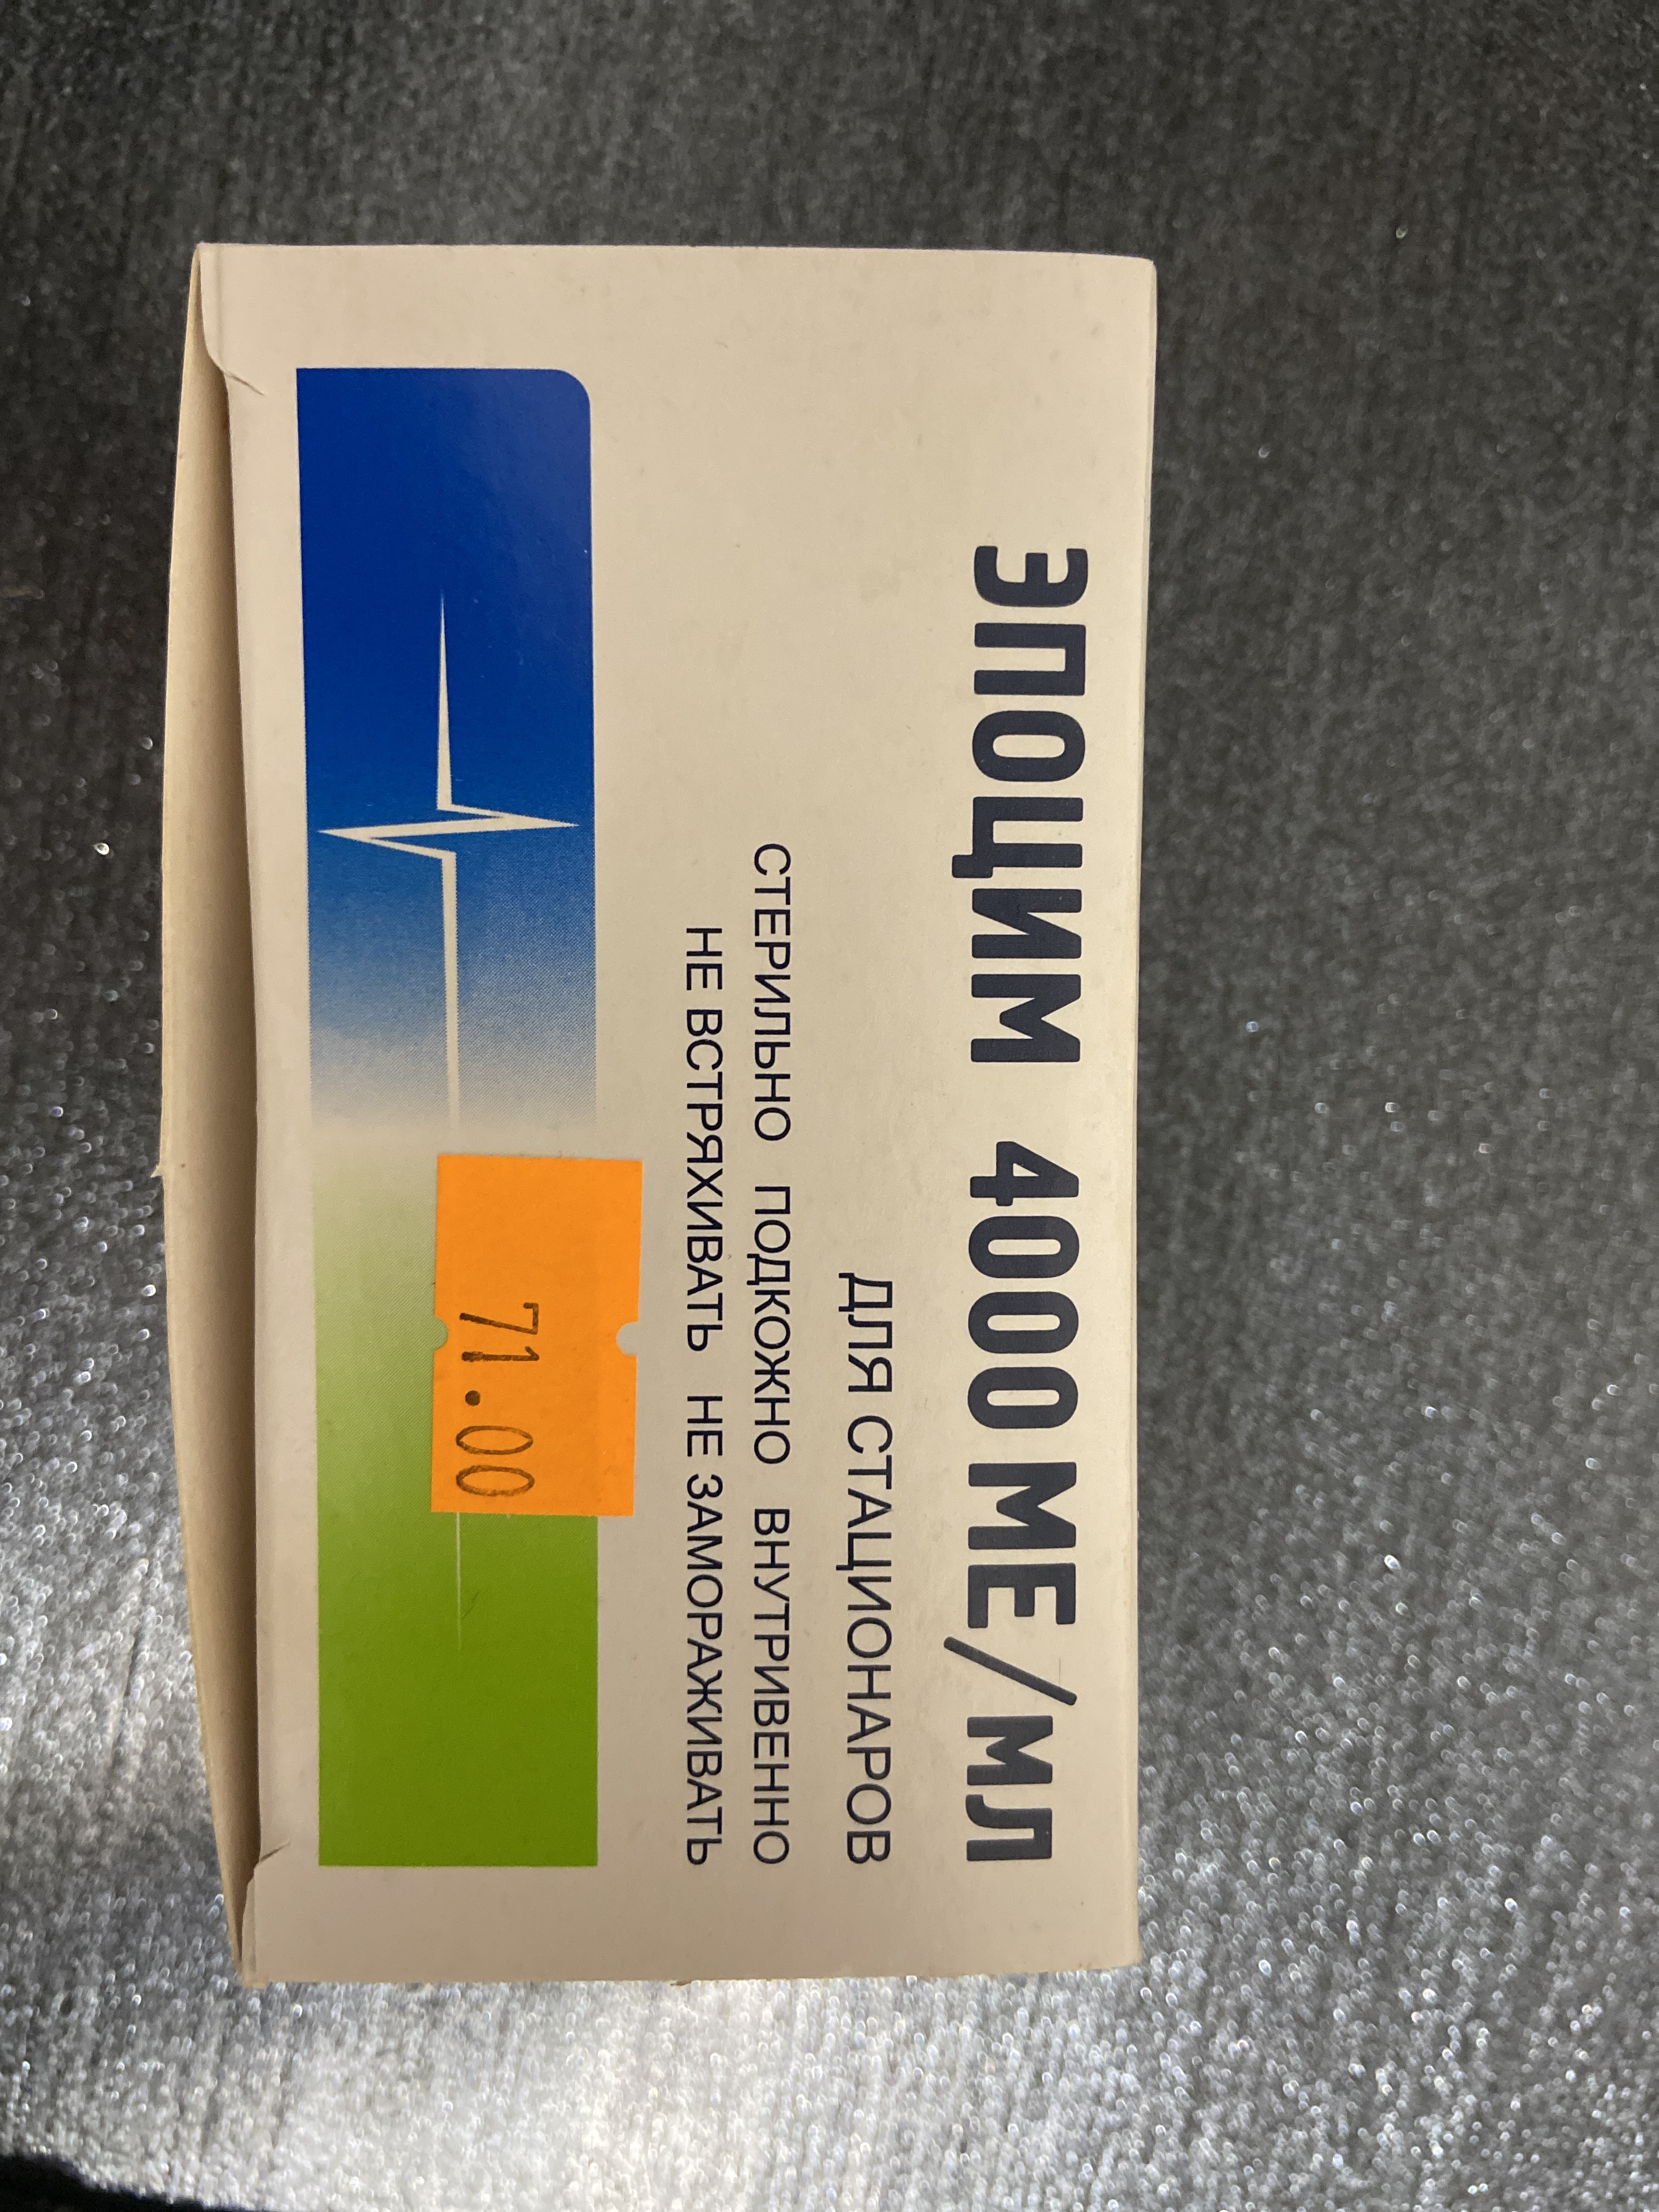 ЭПОЦИМ 4000 МЕ/МЛ
ДЛЯ СТАЦИОНАРОВ
СТЕРИЛЬНО ПОДКОЖНО ВНУТРИВЕННО
НЕ ВСТРЯХИВАТЬ НЕ ЗАМОРАЖИВАТЬ
71.00